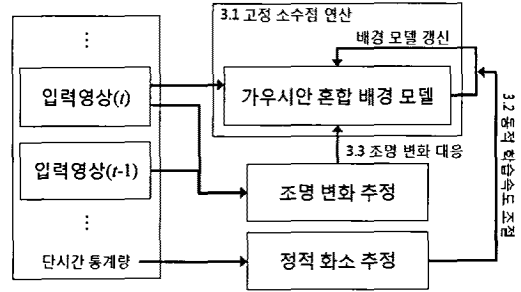 3.1 고정 소수점 연산
⋮
배경 모델 갱신
입력영상(t)
가우시안 혼합 배경 모델
3.2 동적 학습속도 조절
3.3 조명 변화 대응
입력영상(t-1)
조명 변화 추정
⋮
단시간 통계량
정적 화소 추정